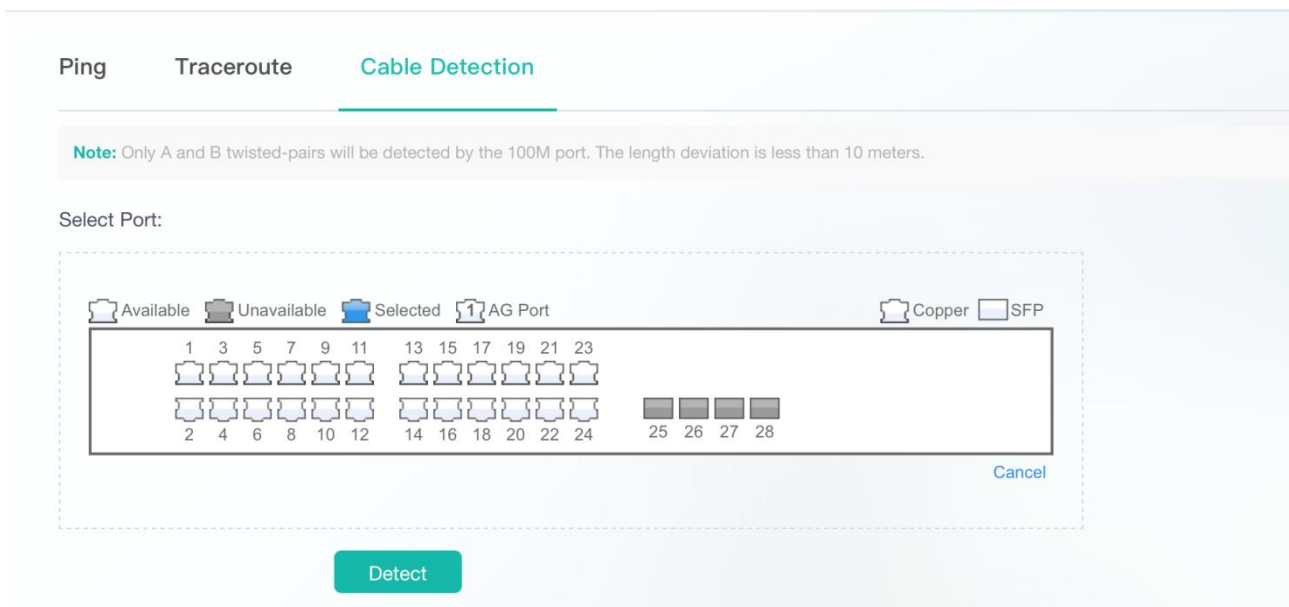 Ping Traceroute Cable Detection
Note: Only A and B twisted-pairs will be detected by the 100M port. The length deviation is less than 10 meters.
Select Port:
Available Unavailable Selected 1 AG Port Copper SFP
1 3 5 7 9 11 13 15 17 19 21 23
2 4 6 8 10 12 14 16 18 20 22 24 25 26 27 28
Cancel
Detect